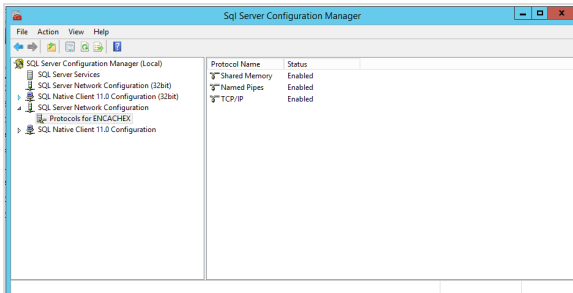 Sql Server Configuration Manager
File Action View Help
SQL Server Configuration Manager (Local)
SQL Server Services
SQL Server Network Configuration (32bit)
SQL Native Client 11.0 Configuration (32bit)
SQL Server Network Configuration
Protocols for ENCACHEX
SQL Native Client 11.0 Configuration
Protocol Name Status
Shared Memory Enabled
Named Pipes Enabled
TCP/IP Enabled